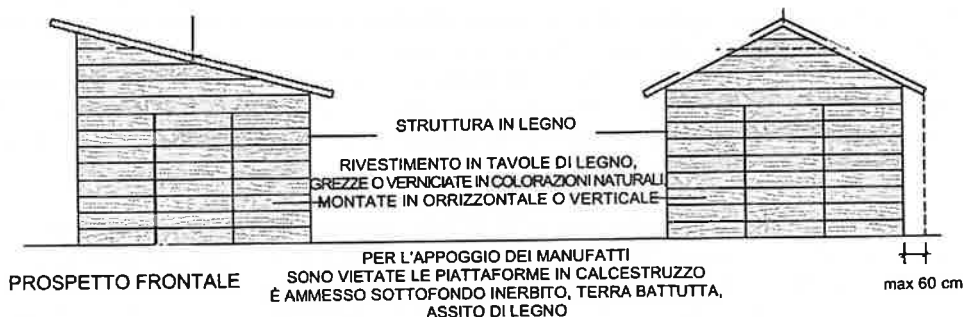 STRUTTURA IN LEGNO
RIVESTIMENTO IN TAVOLE DI LEGNO,
GREZZE O VERNICIATE IN COLORAZIONI NATURALI,
MONTATE IN ORRIZZONTALE O VERTICALE
PROSPETTO FRONTALE
PER L'APPOGGIO DEI MANUFATTI
SONO VIETATE LE PIATTAFORME IN CALCESTRUZZO
È AMMESSO SOTTOFONDO INERBITO, TERRA BATTUTTA,
ASSITO DI LEGNO
max 60 cm